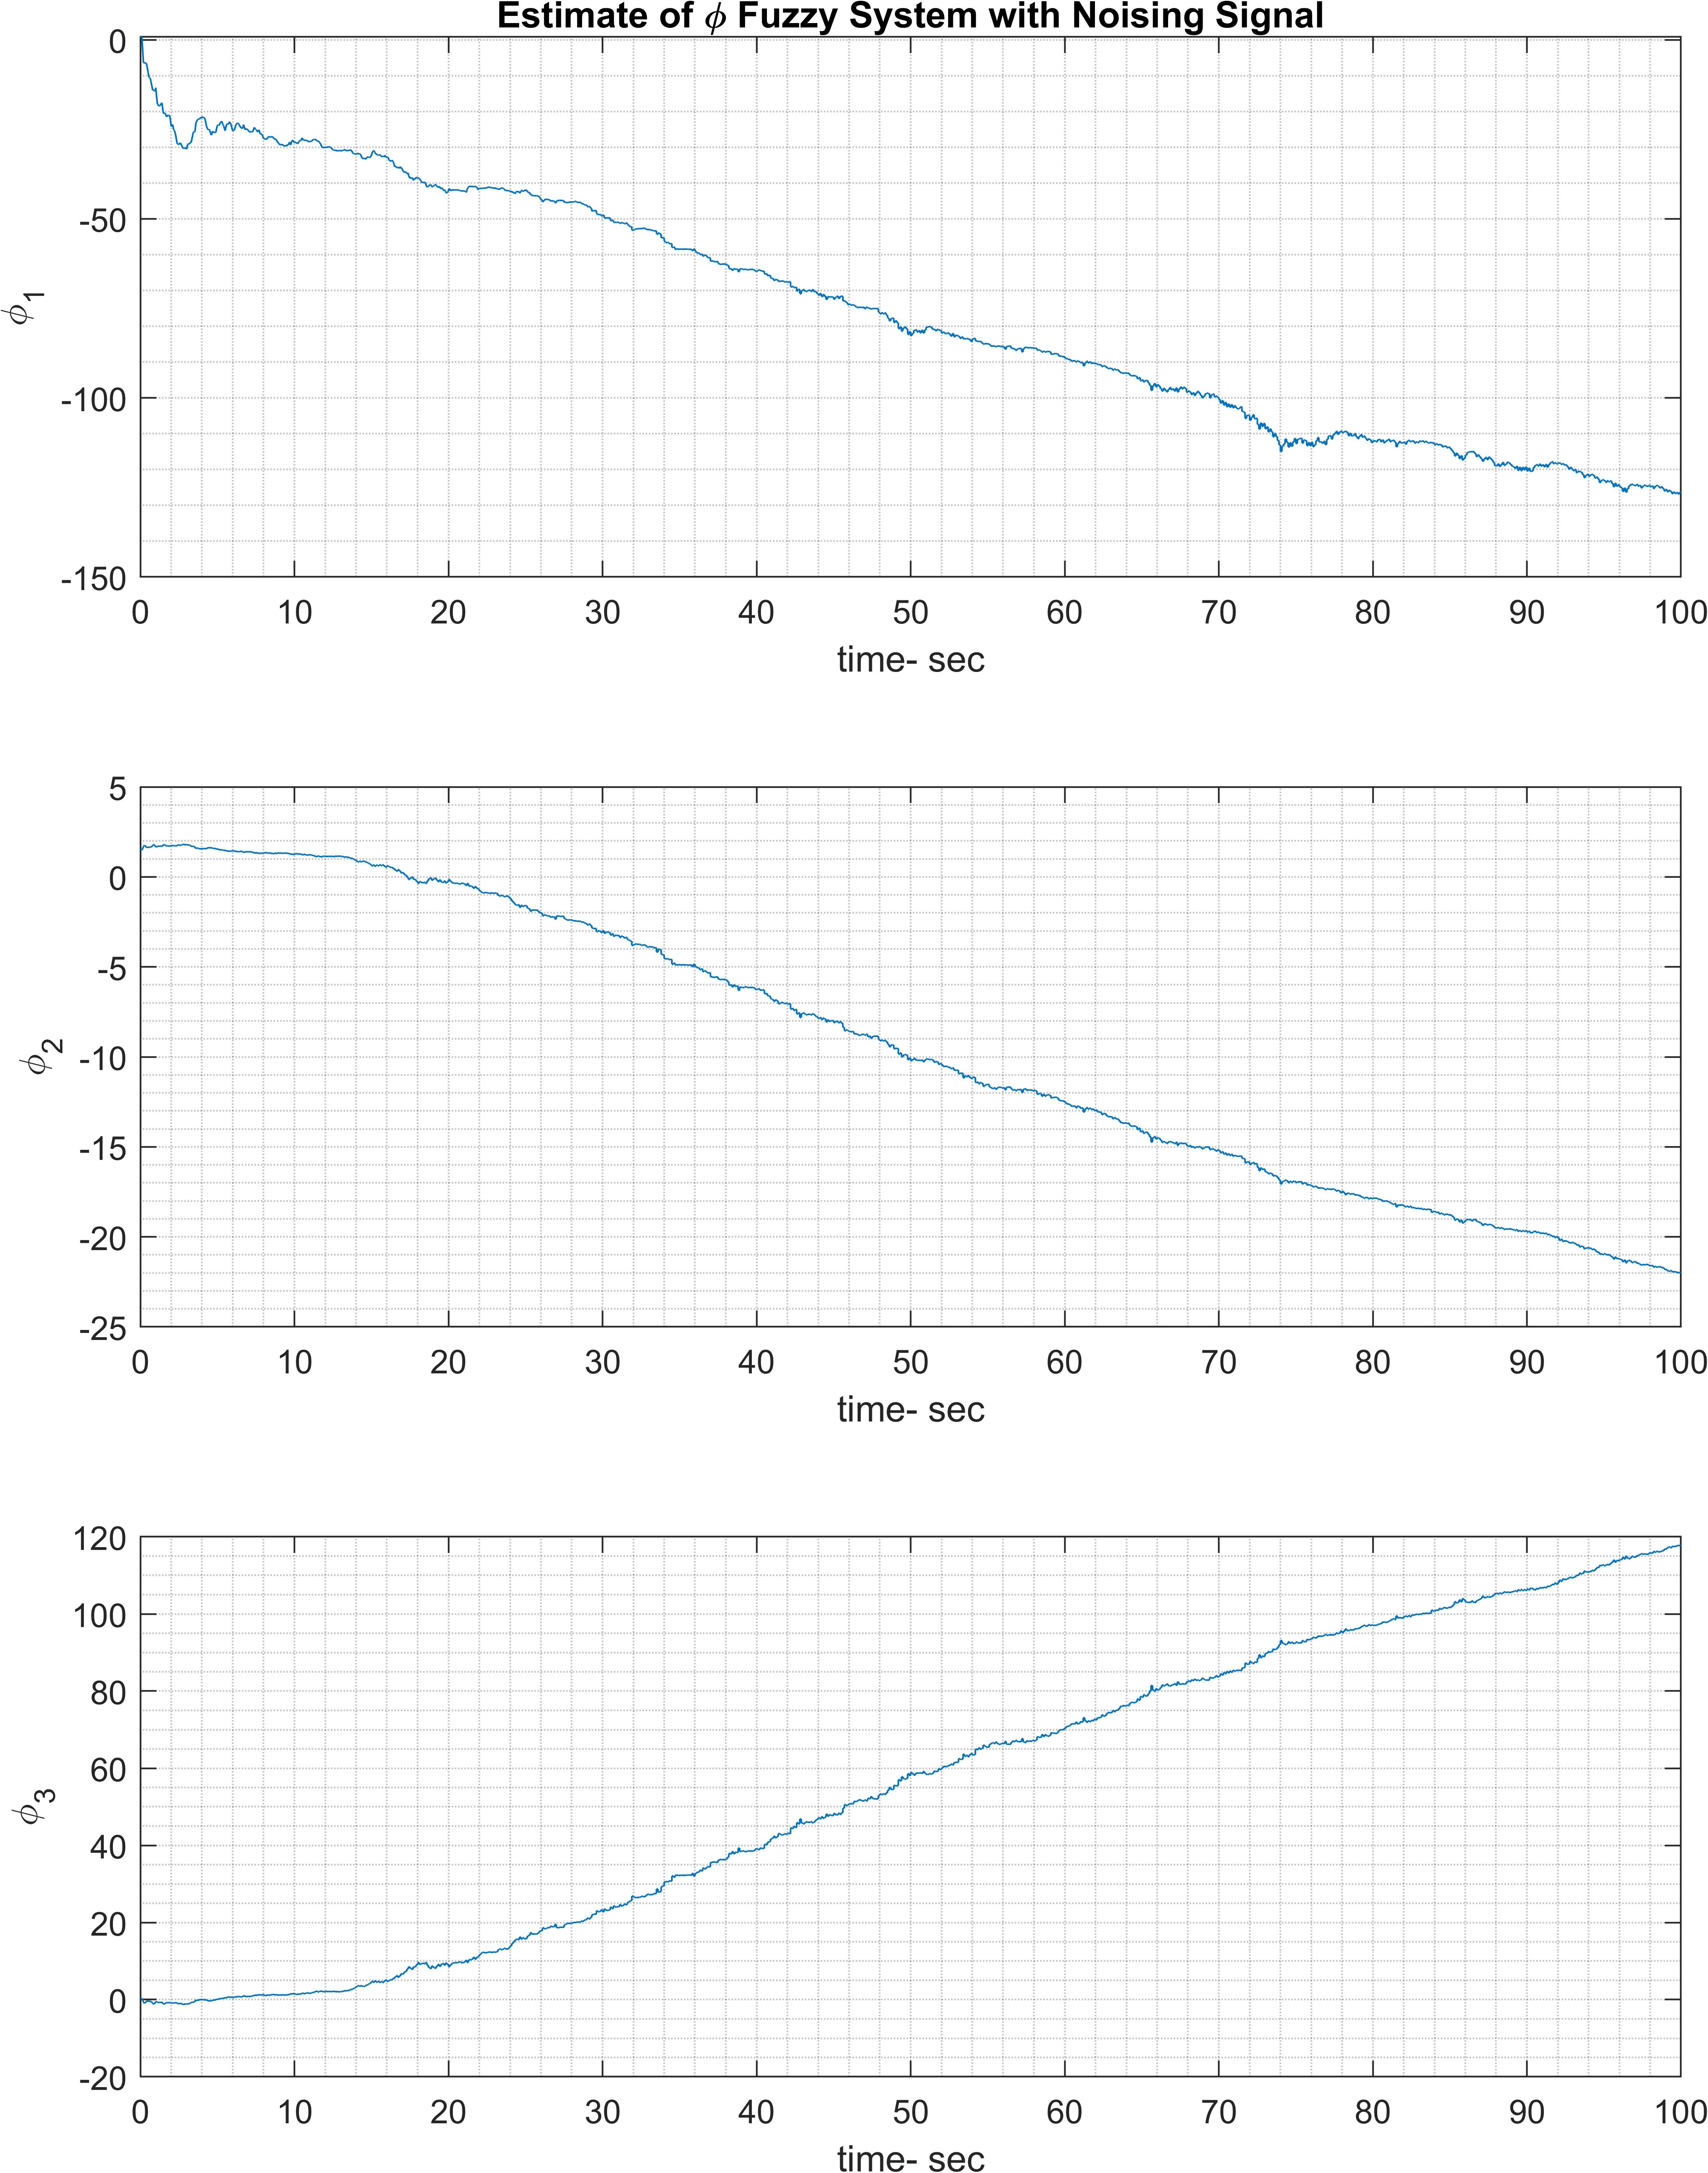 Estimate of ϕ Fuzzy System with Noising Signal
0
-50
-100
-150
ϕ1
0 10 20 30 40 50 60 70 80 90 100
time- sec
5
0
-5
-10
-15
-20
-25
ϕ2
0 10 20 30 40 50 60 70 80 90 100
time- sec
120
100
80
60
40
20
0
-20
ϕ3
0 10 20 30 40 50 60 70 80 90 100
time- sec